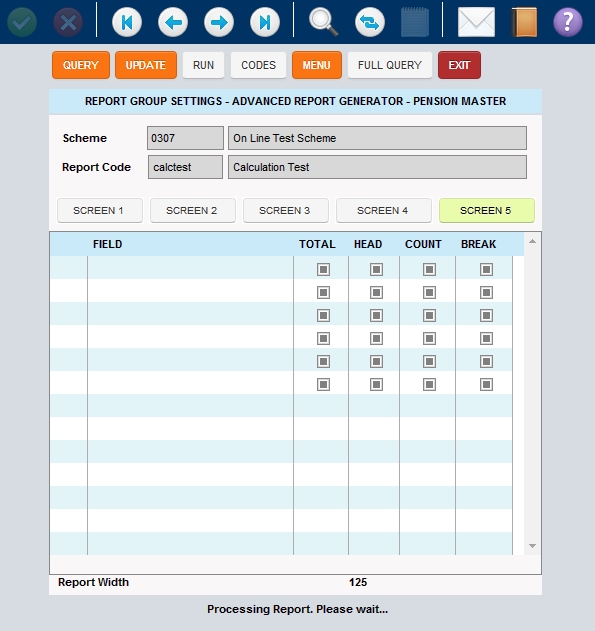 ?
QUERY UPDATE RUN CODES MENU FULL QUERY EXIT
REPORT GROUP SETTINGS - ADVANCED REPORT GENERATOR - PENSION MASTER
Scheme 0307 On Line Test Scheme
Report Code calctest Calculation Test
SCREEN 1 SCREEN 2 SCREEN 3 SCREEN 4 SCREEN 5
FIELD TOTAL HEAD COUNT BREAK
Report Width 125
Processing Report. Please wait...